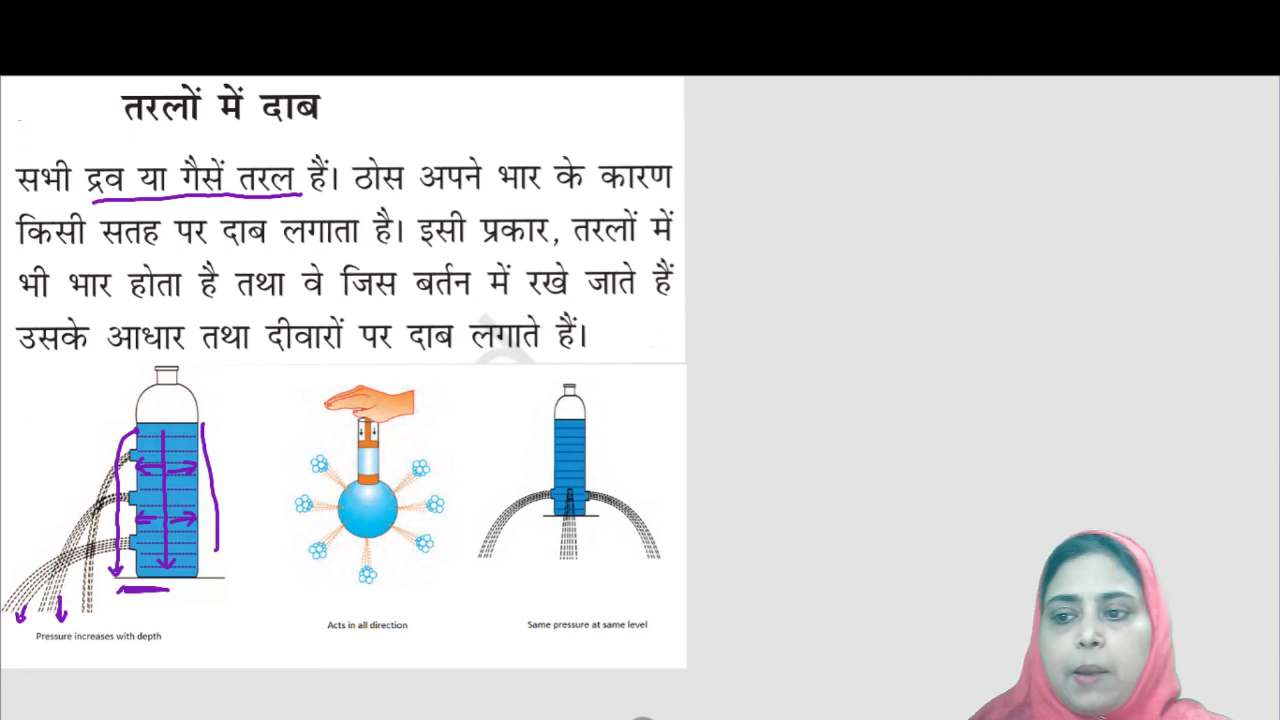 तरलों में दाब
सभी द्रव या गैसें तरल हैं। ठोस अपने भार के कारण
किसी सतह पर दाब लगाता है। इसी प्रकार, तरलों में
भी भार होता है तथा वे जिस बर्तन में रखे जाते हैं
उसके आधार तथा दीवारों पर दाब लगाते हैं।
Pressure increases with depth
Acts in all direction
Same pressure at same level